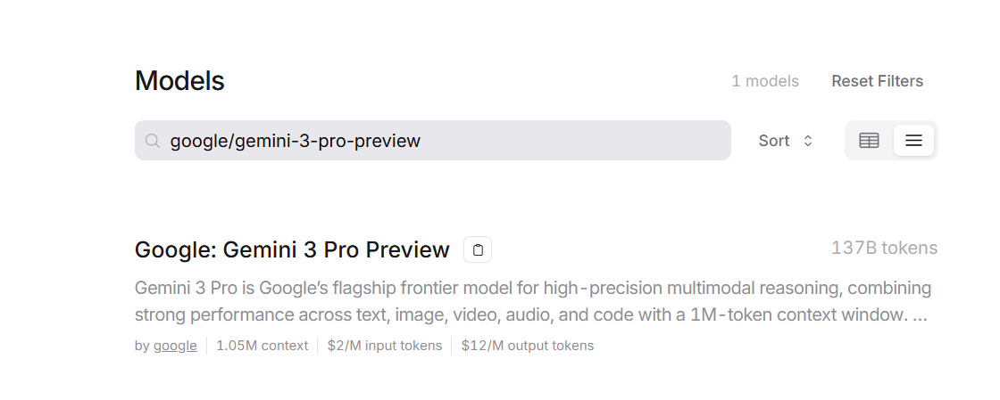 Models
1 models
Reset Filters
google/gemini-3-pro-preview
Sort
Google: Gemini 3 Pro Preview
137B tokens
Gemini 3 Pro is Google’s flagship frontier model for high-precision multimodal reasoning, combining
strong performance across text, image, video, audio, and code with a 1M-token context window. ...
by google
1.05M context
$2/M input tokens
$12/M output tokens